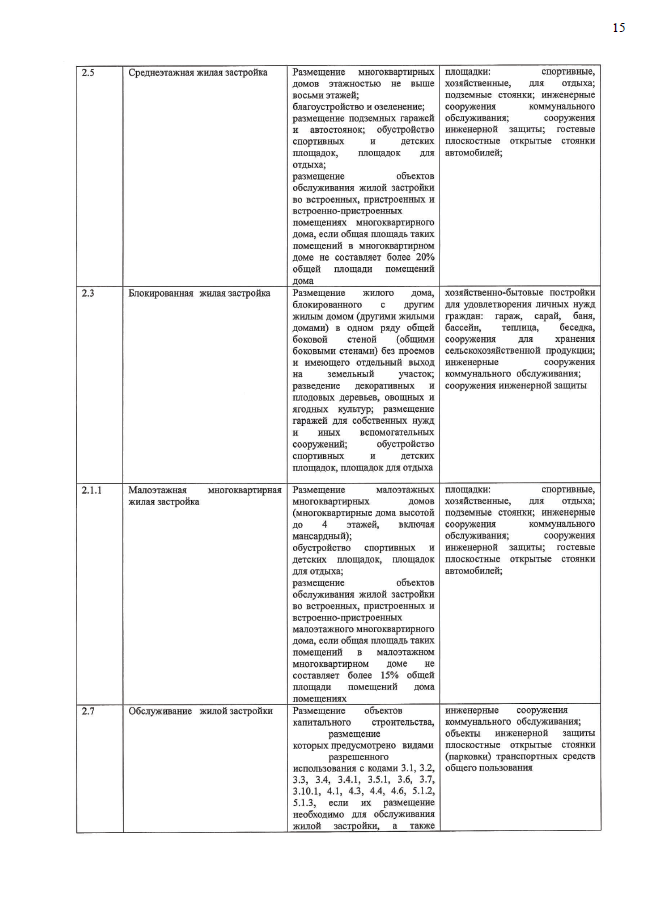 15
2.5
Среднеэтажная жилая застройка
Размещение многоквартирных
домов этажностью не выше
восьми этажей;
благоустройство и озеленение;
размещение подземных гаражей
и автостоянок; обустройство
спортивных и детских
площадок, площадок для
отдыха;
размещение объектов
обслуживания жилой застройки
во встроенных, пристроенных и
встроенно-пристроенных
помещениях многоквартирного
дома, если общая площадь таких
помещений в многоквартирном
доме не составляет более 20%
общей площади помещений
дома
площадки: спортивные,
хозяйственные, для отдыха;
подземные стоянки; инженерные
сооружения коммунального
обслуживания; сооружения
инженерной защиты; гостевые
плоскостные открытые стоянки
автомобилей;
2.3
Блокированная жилая застройка
Размещение жилого дома,
блокированного с другим
жилым домом (другими жилыми
домами) в одном ряду общей
боковой стеной (общими
боковыми стенами) без проемов
и имеющего отдельный выход
на земельный участок;
разведение декоративных и
плодовых деревьев, овощных и
ягодных культур; размещение
гаражей для собственных нужд
и иных вспомогательных
сооружений; обустройство
спортивных и детских
площадок, площадок для отдыха
хозяйственно-бытовые постройки
для удовлетворения личных нужд
граждан: гараж, сарай, баня,
бассейн, теплица, беседка,
сооружения для хранения
сельскохозяйственной продукции;
инженерные сооружения
коммунального обслуживания;
сооружения инженерной защиты
2.1.1
Малоэтажная многоквартирная
жилая застройка
Размещение малоэтажных
многоквартирных домов
(многоквартирные дома высотой
до 4 этажей, включая
мансардный);
обустройство спортивных и
детских площадок, площадок
для отдыха;
размещение объектов
обслуживания жилой застройки
во встроенных, пристроенных и
встроенно-пристроенных
малоэтажного многоквартирного
дома, если общая площадь таких
помещений в малоэтажном
многоквартирном доме не
составляет более 15% общей
площади помещений дома
помещениях
площадки: спортивные,
хозяйственные, для отдыха;
подземные стоянки; инженерные
сооружения коммунального
обслуживания; сооружения
инженерной защиты; гостевые
плоскостные открытые стоянки
автомобилей;
2.7
Обслуживание жилой застройки
Размещение объектов
капитального строительства,
размещение
которых предусмотрено видами
разрешенного
использования с кодами 3.1, 3.2,
3.3, 3.4, 3.4.1, 3.5.1, 3.6, 3.7,
3.10.1, 4.1, 4.3, 4.4, 4.6, 5.1.2,
5.1.3, если их размещение
необходимо для обслуживания
жилой застройки, а также
инженерные сооружения
коммунального обслуживания;
объекты инженерной защиты
плоскостные открытые стоянки
(парковки) транспортных средств
общего пользования